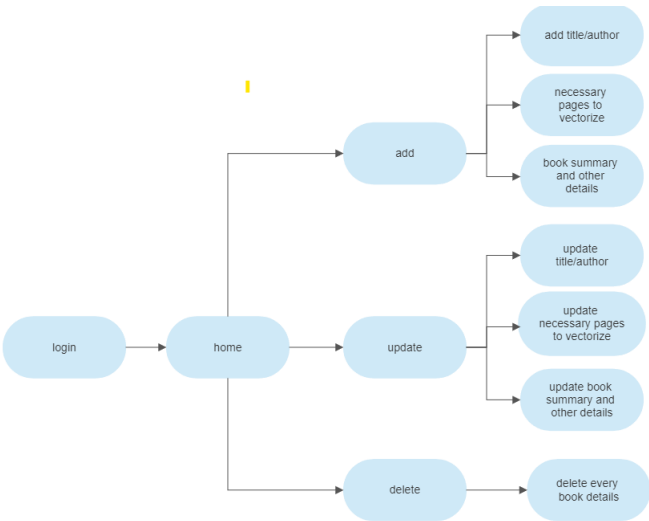 add title/author
necessary
pages to
vectorize
add
book summary
and other
details
update
title/author
update
necessary pages
to vectorize
login
home
update
update book
summary and
other details
delete
delete every
book details